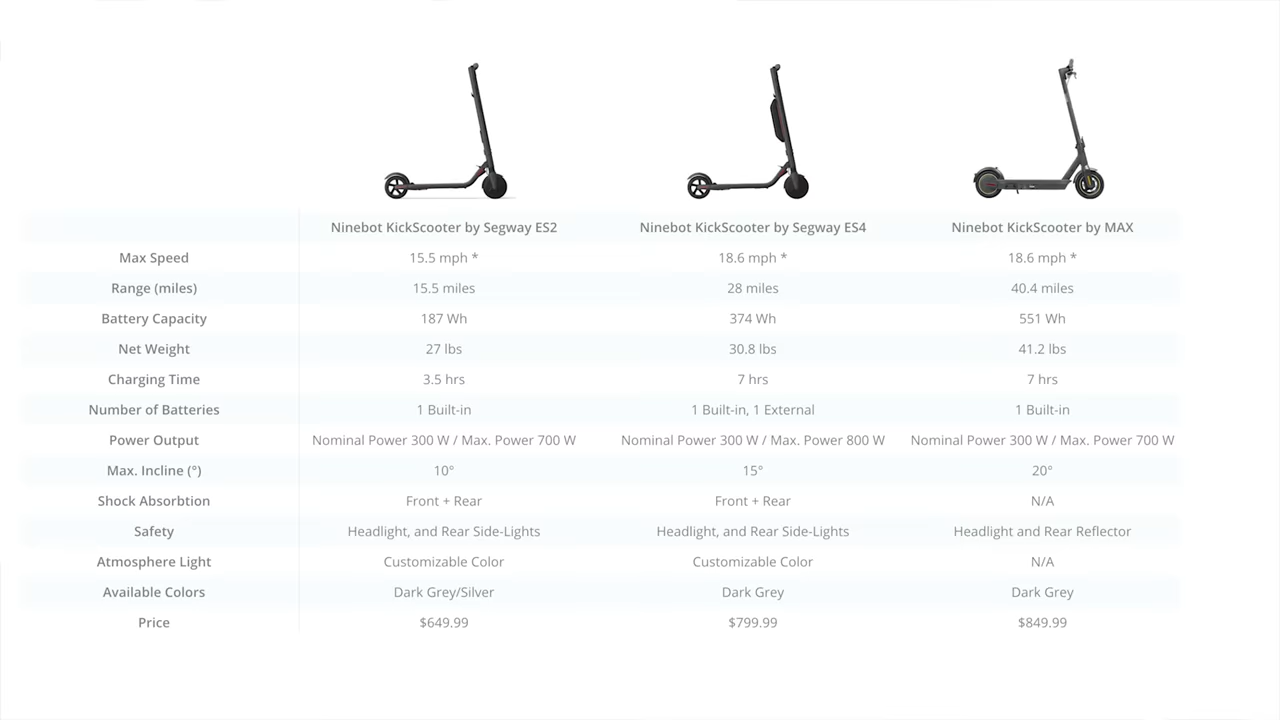 Ninebot KickScooter by Segway ES2 Ninebot KickScooter by Segway ES4 Ninebot KickScooter by MAX
Max Speed 15.5 mph * 18.6 mph * 18.6 mph *
Range (miles) 15.5 miles 28 miles 40.4 miles
Battery Capacity 187 Wh 374 Wh 551 Wh
Net Weight 27 lbs 30.8 lbs 41.2 lbs
Charging Time 3.5 hrs 7 hrs 7 hrs
Number of Batteries 1 Built-in 1 Built-in, 1 External 1 Built-in
Power Output Nominal Power 300 W / Max. Power 700 W Nominal Power 300 W / Max. Power 800 W Nominal Power 300 W / Max. Power 700 W
Max. Incline (°) 10° 15° 20°
Shock Absorbtion Front + Rear Front + Rear N/A
Safety Headlight, and Rear Side-Lights Headlight, and Rear Side-Lights Headlight and Rear Reflector
Atmosphere Light Customizable Color Customizable Color N/A
Available Colors Dark Grey/Silver Dark Grey Dark Grey
Price $649.99 $799.99 $849.99